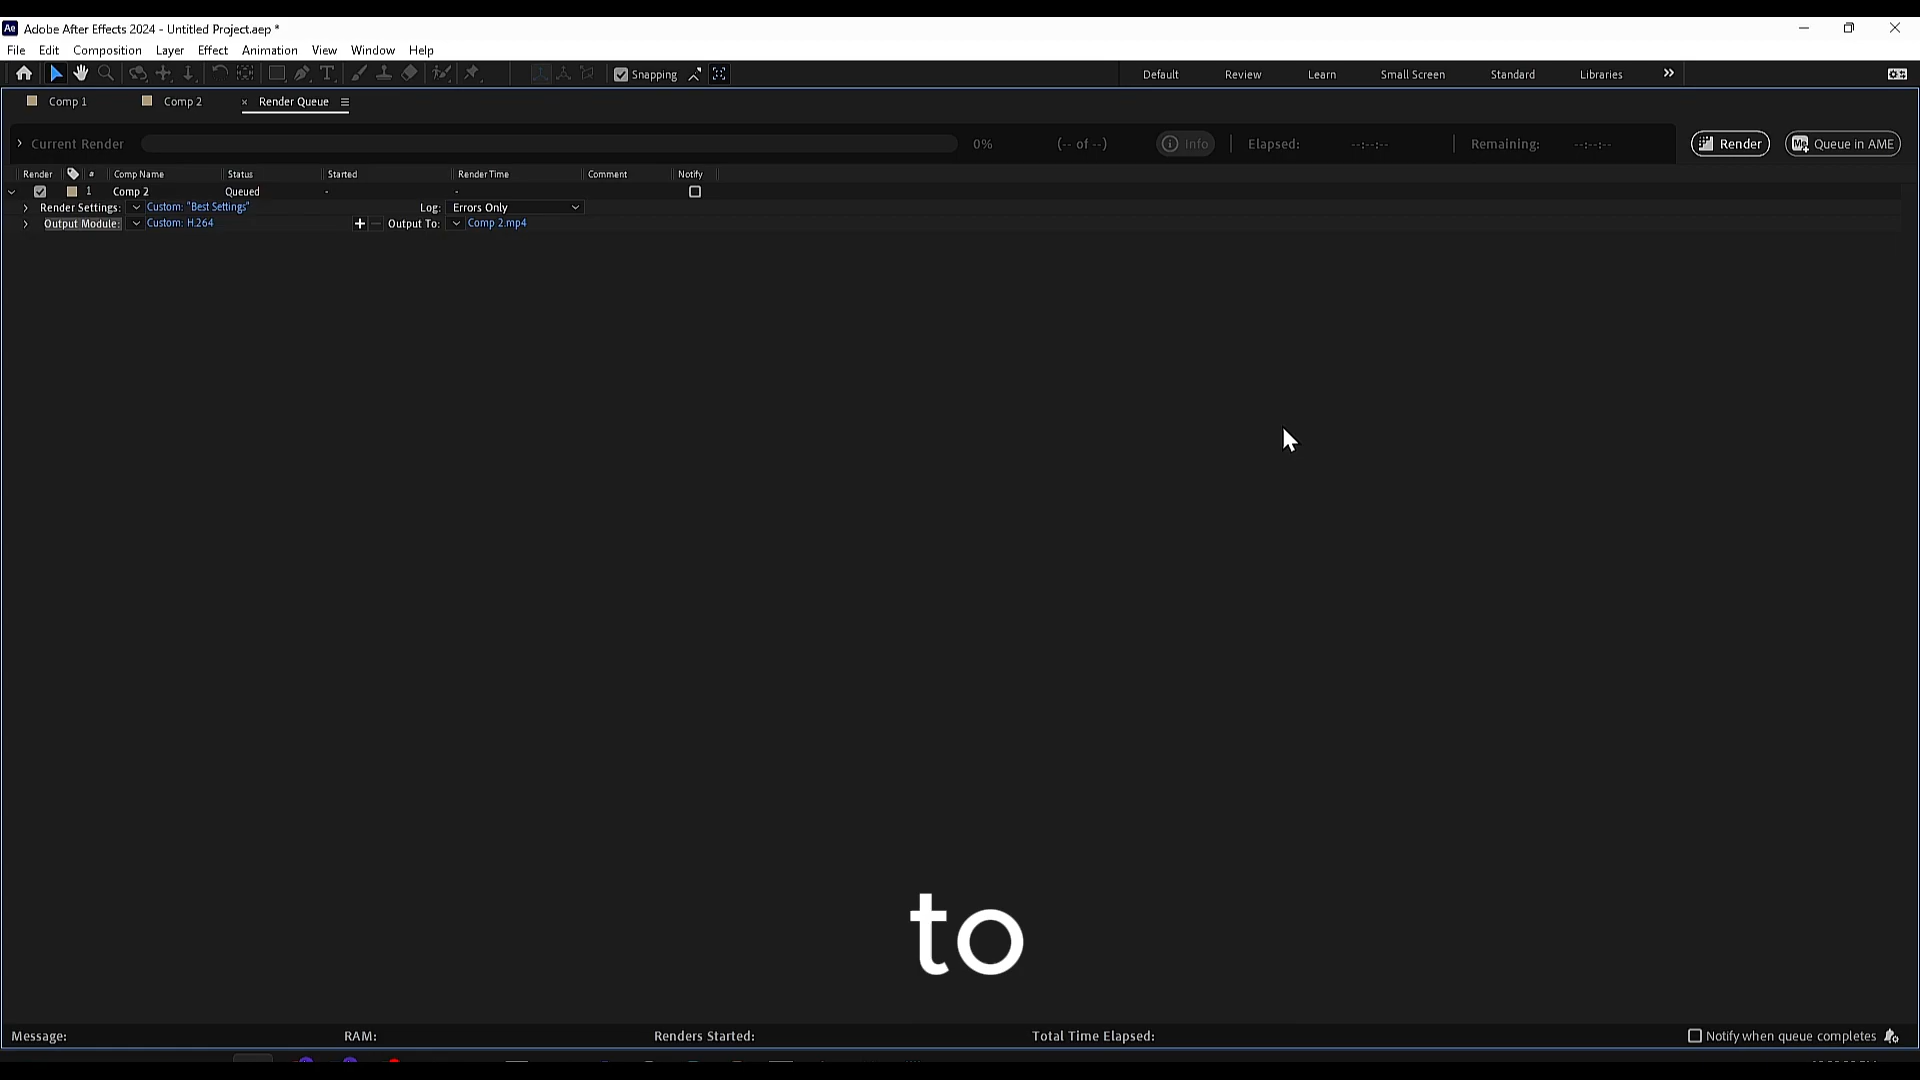 Ae Adobe After Effects 2024 - Untitled Project.aep *
File Edit Composition Layer Effect Animation View Window Help
Snapping Default Review Learn Small Screen Standard Libraries
Comp 1 Comp 2 Render Queue
Current Render 0% (-- of --) Info Elapsed: --:--:-- Remaining: --:--:-- Render Queue in AME
Render # Comp Name Status Started Render Time Comment Notify
1 Comp 2 Queued - -
Render Settings: Custom: "Best Settings" Log: Errors Only
Output Module: Custom: H.264 Output To: Comp 2.mp4
to
Message: RAM: Renders Started: Total Time Elapsed: Notify when queue completes